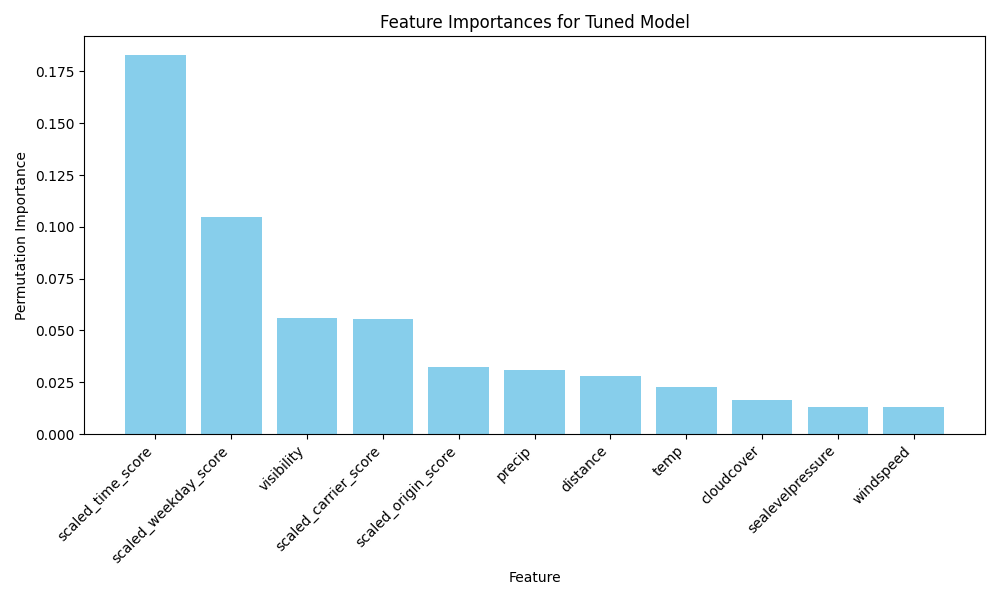 Feature Importances for Tuned Model
Permutation Importance
0.175
0.150
0.125
0.100
0.075
0.050
0.025
0.000
scaled_time_score
scaled_weekday_score
visibility
scaled_carrier_score
scaled_origin_score
precip
distance
temp
cloudcover
sealevelpressure
windspeed
Feature